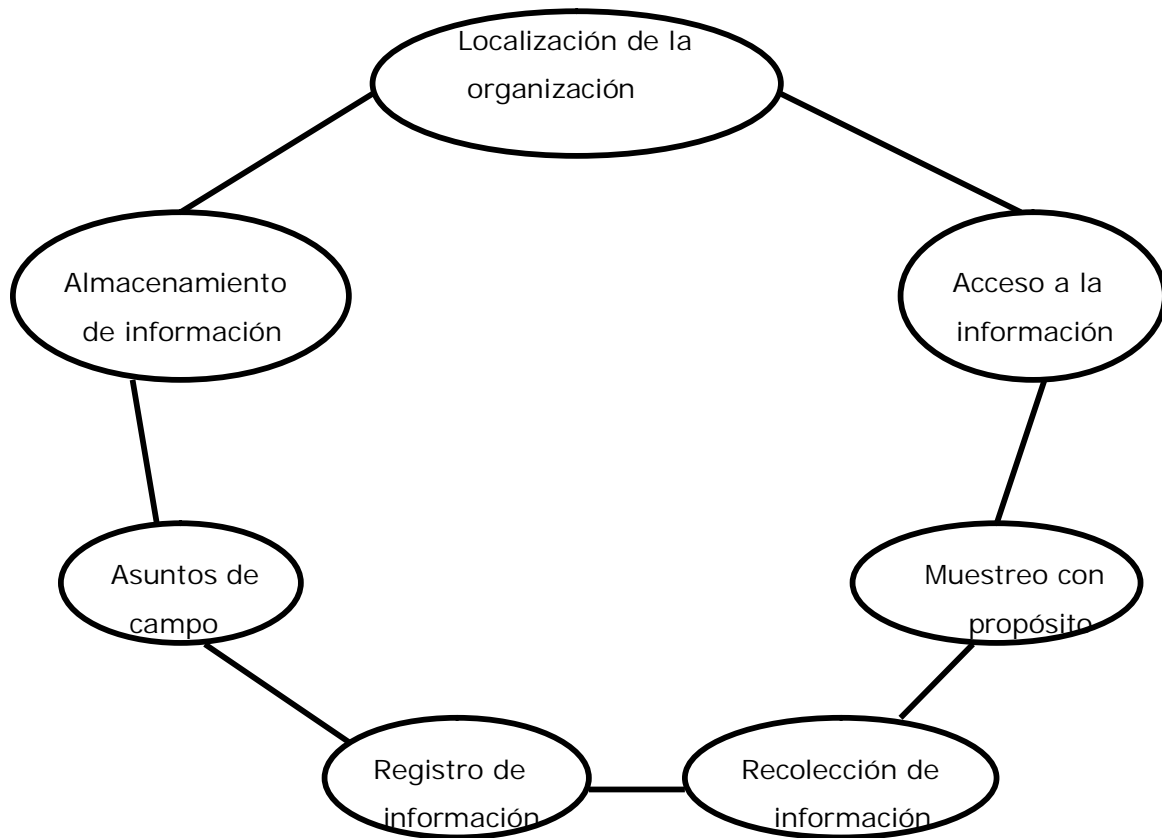 Localización de la
organización
Almacenamiento
de información
Acceso a la
información
Asuntos de
campo
Muestreo con
propósito
Registro de
información
Recolección de
información